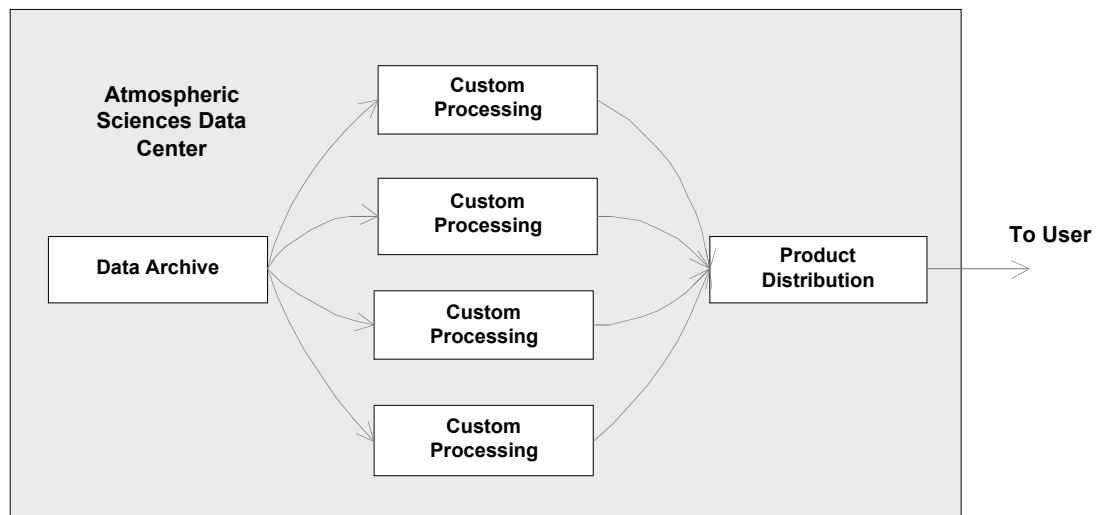 Atmospheric
Sciences Data
Center
Data Archive
Custom
Processing
Custom
Processing
Custom
Processing
Custom
Processing
Product
Distribution
To User